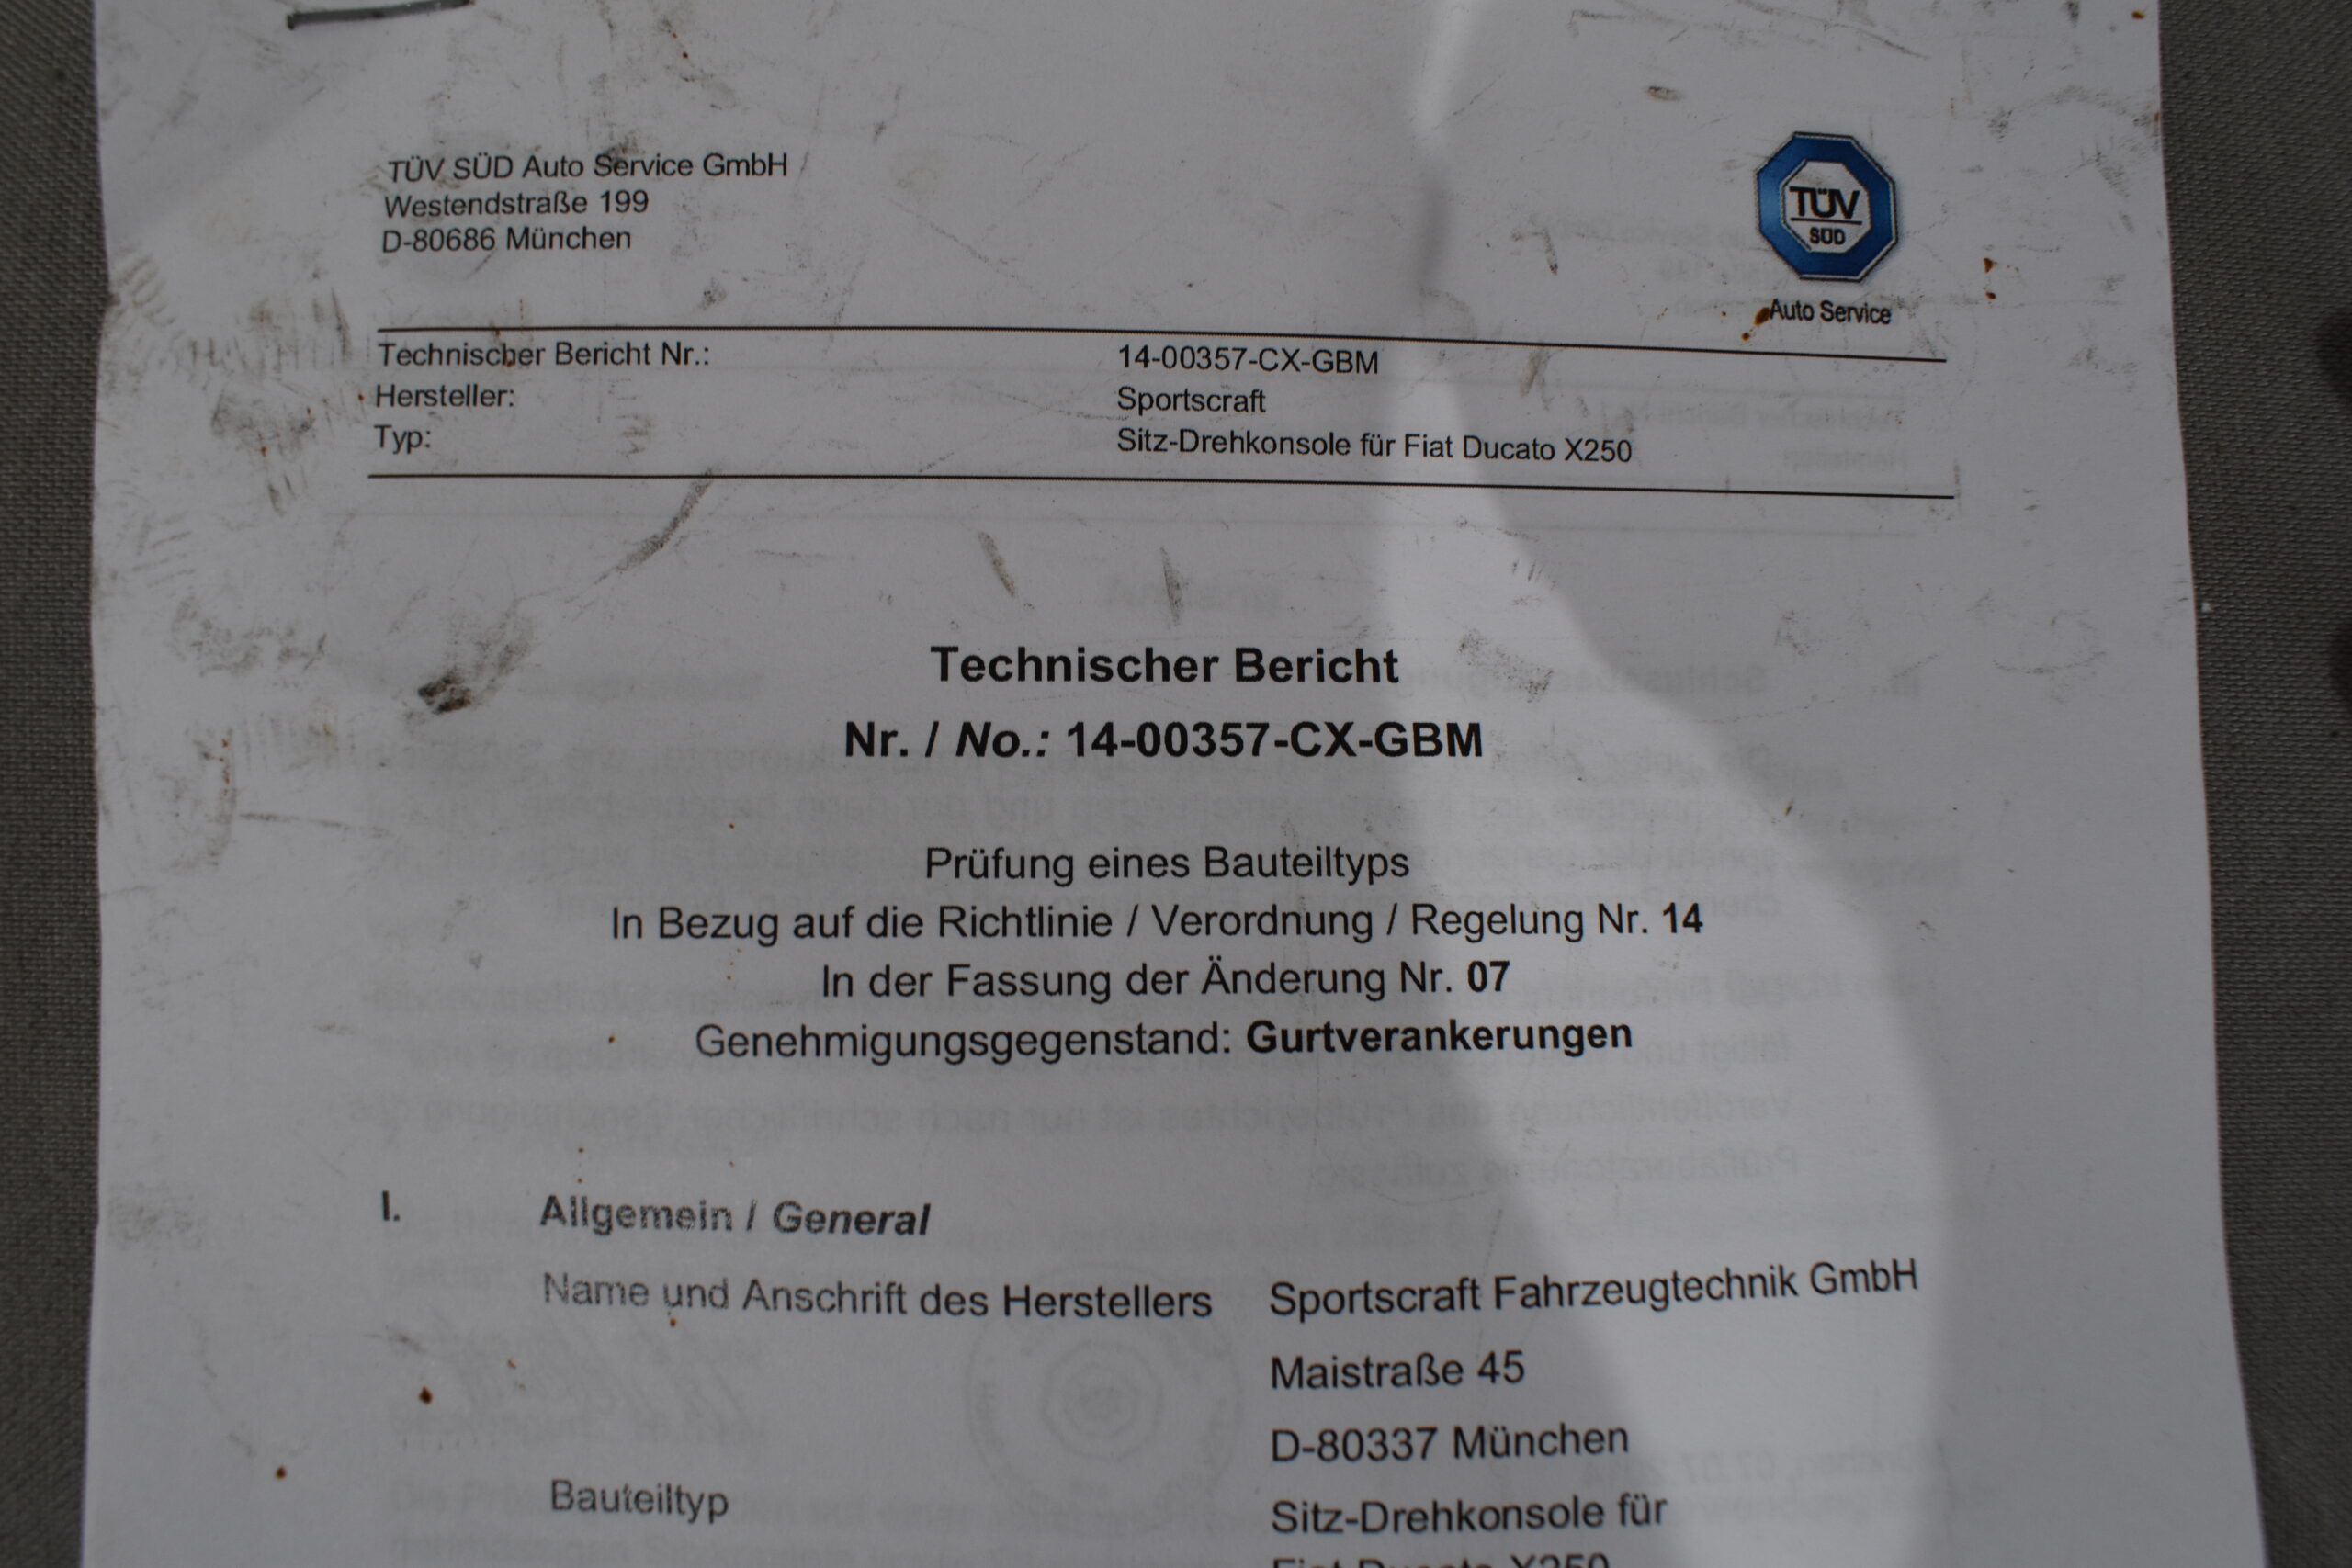 TÜV SÜD Auto Service GmbH
Westendstraße 199
D-80686 München
TÜV
SÜD
Auto Service
Technischer Bericht Nr.: 14-00357-CX-GBM
Hersteller: Sportscraft
Typ: Sitz-Drehkonsole für Fiat Ducato X250
Technischer Bericht
Nr. / No.: 14-00357-CX-GBM
Prüfung eines Bauteiltyps
In Bezug auf die Richtlinie / Verordnung / Regelung Nr. 14
In der Fassung der Änderung Nr. 07
Genehmigungsgegenstand: Gurtverankerungen
I. Allgemein / General
Name und Anschrift des Herstellers Sportscraft Fahrzeugtechnik GmbH
Maistraße 45
D-80337 München
Bauteiltyp Sitz-Drehkonsole für
Fiat Ducato X250